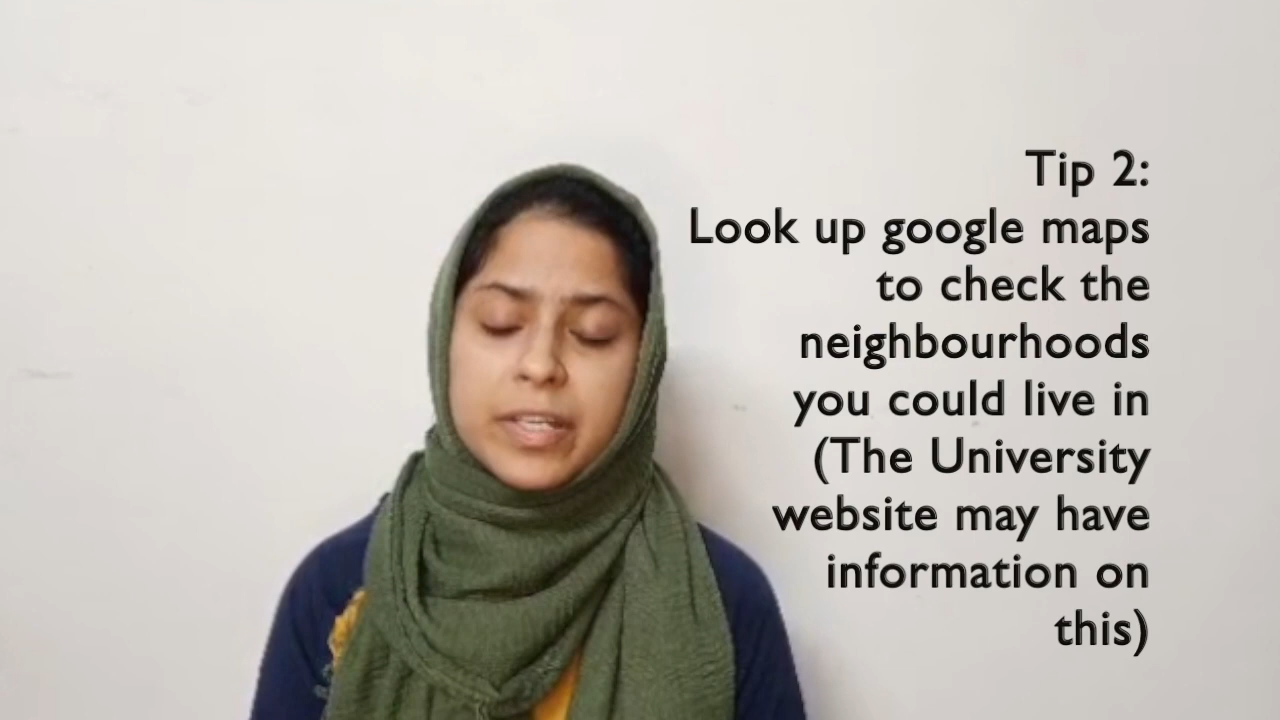 Tip 2:
Look up google maps
to check the
neighbourhoods
you could live in
(The University
website may have
information on
this)